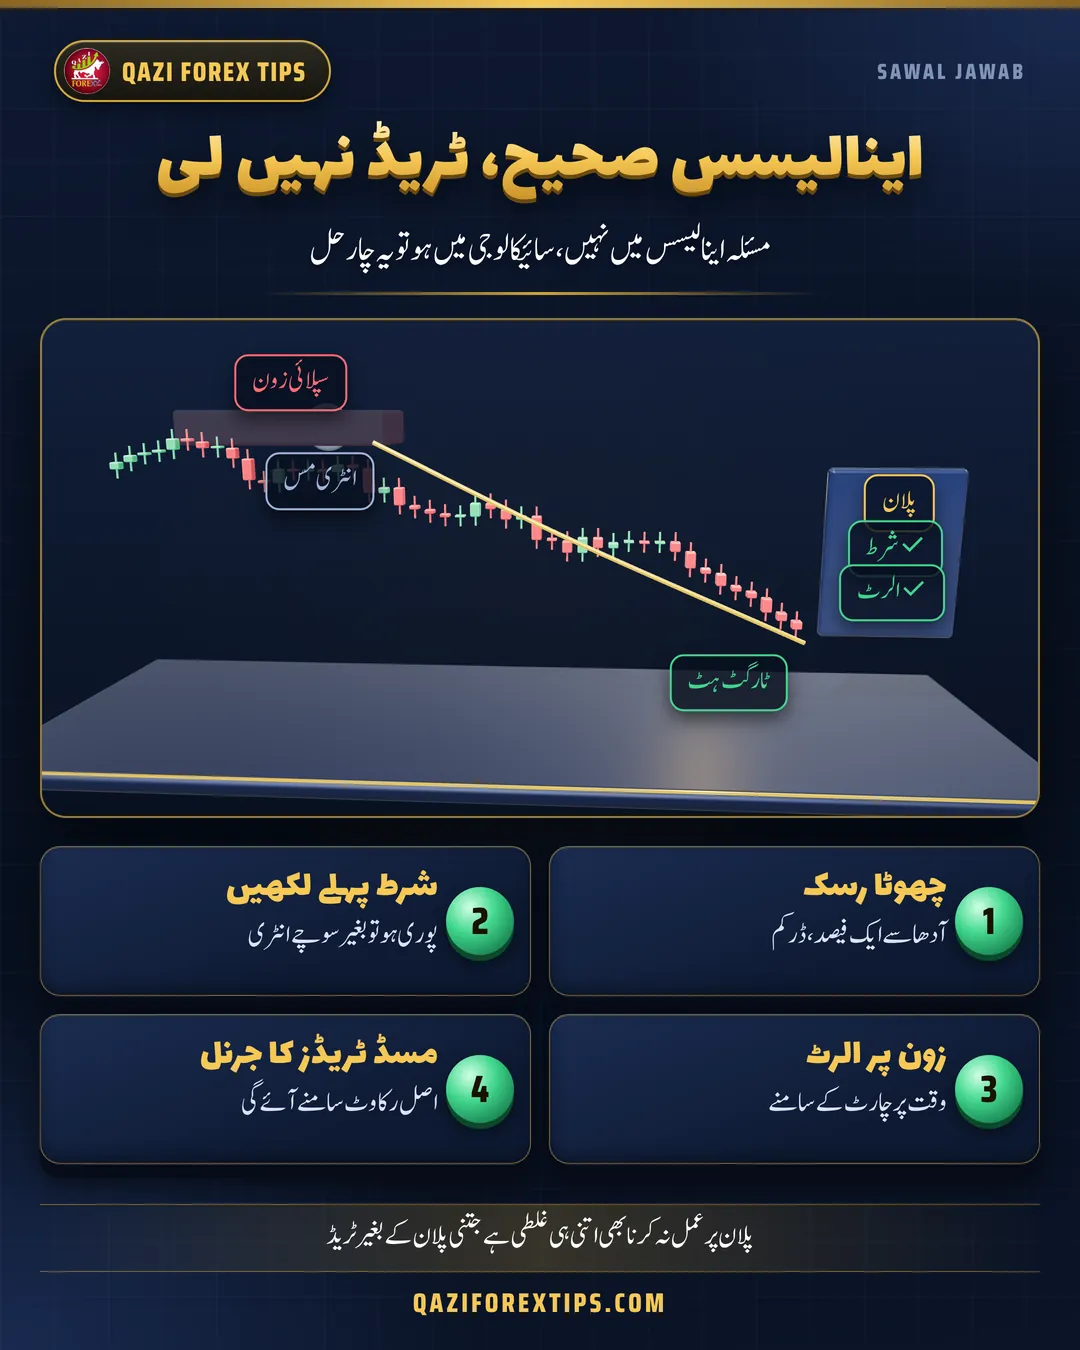 QAZI FOREX TIPS
SAWAL JAWAB
اینالیسس صحیح، ٹریڈ نہیں لی
مسئلہ اینالیسس میں نہیں، سائیکالوجی میں ہو تو یہ چار حل
سپلائی زون
انٹری مس
پلان
شرط ✓
الرٹ ✓
ٹارگٹ ہٹ
1
چھوٹا رسک
آدھا سے ایک فیصد، ڈر کم
2
شرط پہلے لکھیں
پوری ہو تو بغیر سوچے انٹری
3
زون پر الرٹ
وقت پر چارٹ کے سامنے
4
مسڈ ٹریڈز کا جرنل
اصل رکاوٹ سامنے آئے گی
پلان پر عمل نہ کرنا بھی اتنی ہی غلطی ہے جتنی پلان کے بغیر ٹریڈ
QAZIFOREXTIPS.COM